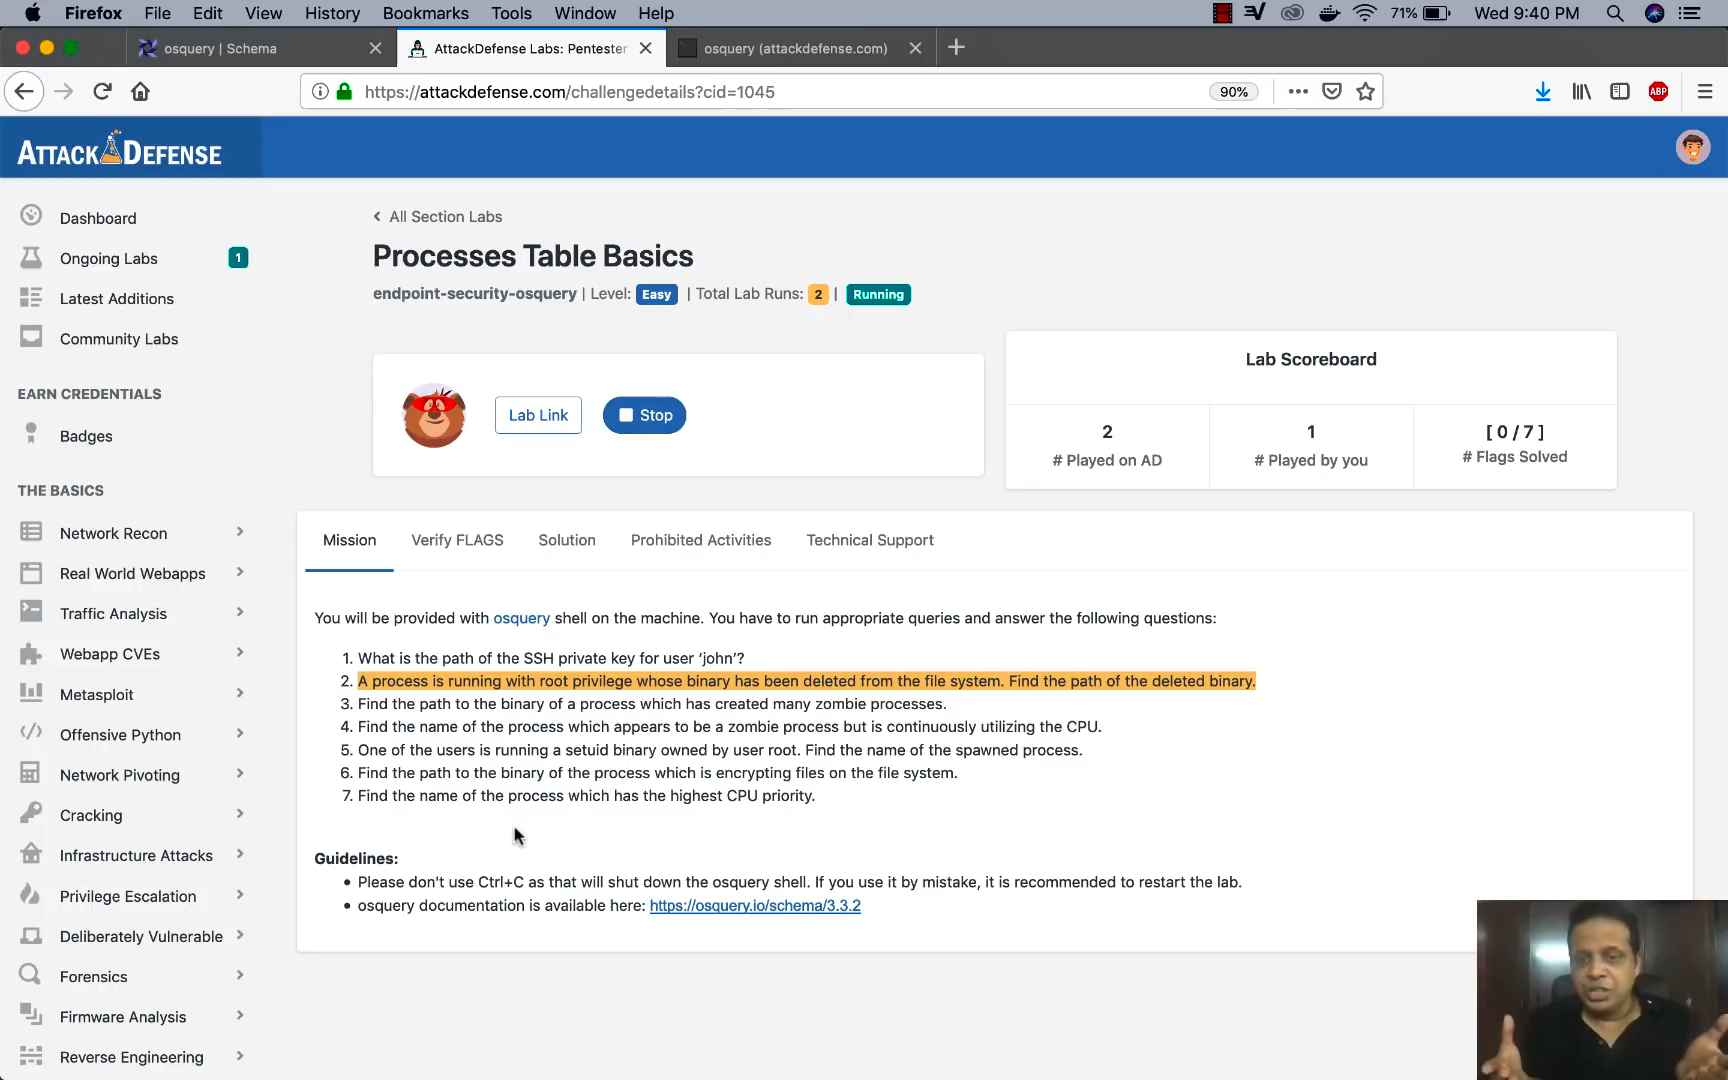 Firefox File Edit View History Bookmarks Tools Window Help 71% Wed 9:40 PM
osquery | Schema
AttackDefense Labs: Pentester
osquery (attackdefense.com)
https://attackdefense.com/challengedetails?cid=1045 90% ABP
ATTACKDEFENSE
Dashboard
Ongoing Labs 1
Latest Additions
Community Labs
EARN CREDENTIALS
Badges
THE BASICS
Network Recon
Real World Webapps
Traffic Analysis
Webapp CVEs
Metasploit
Offensive Python
Network Pivoting
Cracking
Infrastructure Attacks
Privilege Escalation
Deliberately Vulnerable
Forensics
Firmware Analysis
Reverse Engineering
All Section Labs
Processes Table Basics
endpoint-security-osquery | Level: Easy | Total Lab Runs: 2 | Running
Lab Link
Stop
Lab Scoreboard
2
# Played on AD
1
# Played by you
[ 0 / 7 ]
# Flags Solved
Mission Verify FLAGS Solution Prohibited Activities Technical Support
You will be provided with osquery shell on the machine. You have to run appropriate queries and answer the following questions:
1. What is the path of the SSH private key for user ‘john’?
2. A process is running with root privilege whose binary has been deleted from the file system. Find the path of the deleted binary.
3. Find the path to the binary of a process which has created many zombie processes.
4. Find the name of the process which appears to be a zombie process but is continuously utilizing the CPU.
5. One of the users is running a setuid binary owned by user root. Find the name of the spawned process.
6. Find the path to the binary of the process which is encrypting files on the file system.
7. Find the name of the process which has the highest CPU priority.
Guidelines:
• Please don't use Ctrl+C as that will shut down the osquery shell. If you use it by mistake, it is recommended to restart the lab.
• osquery documentation is available here: https://osquery.io/schema/3.3.2